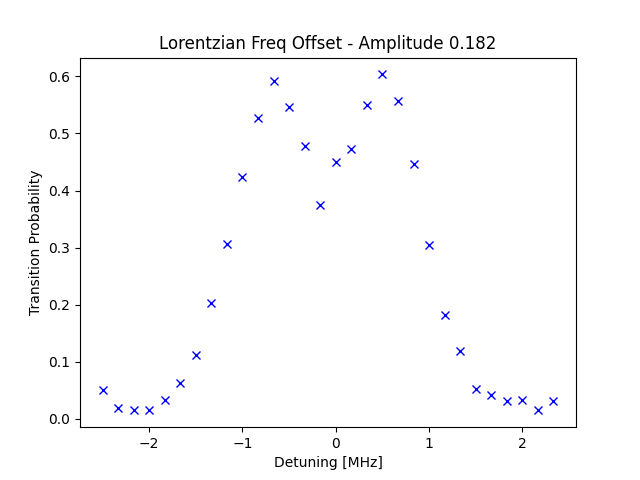 Lorentzian Freq Offset - Amplitude 0.182
Transition Probability
0.6
0.5
0.4
0.3
0.2
0.1
0.0
−2 −1 0 1 2
Detuning [MHz]